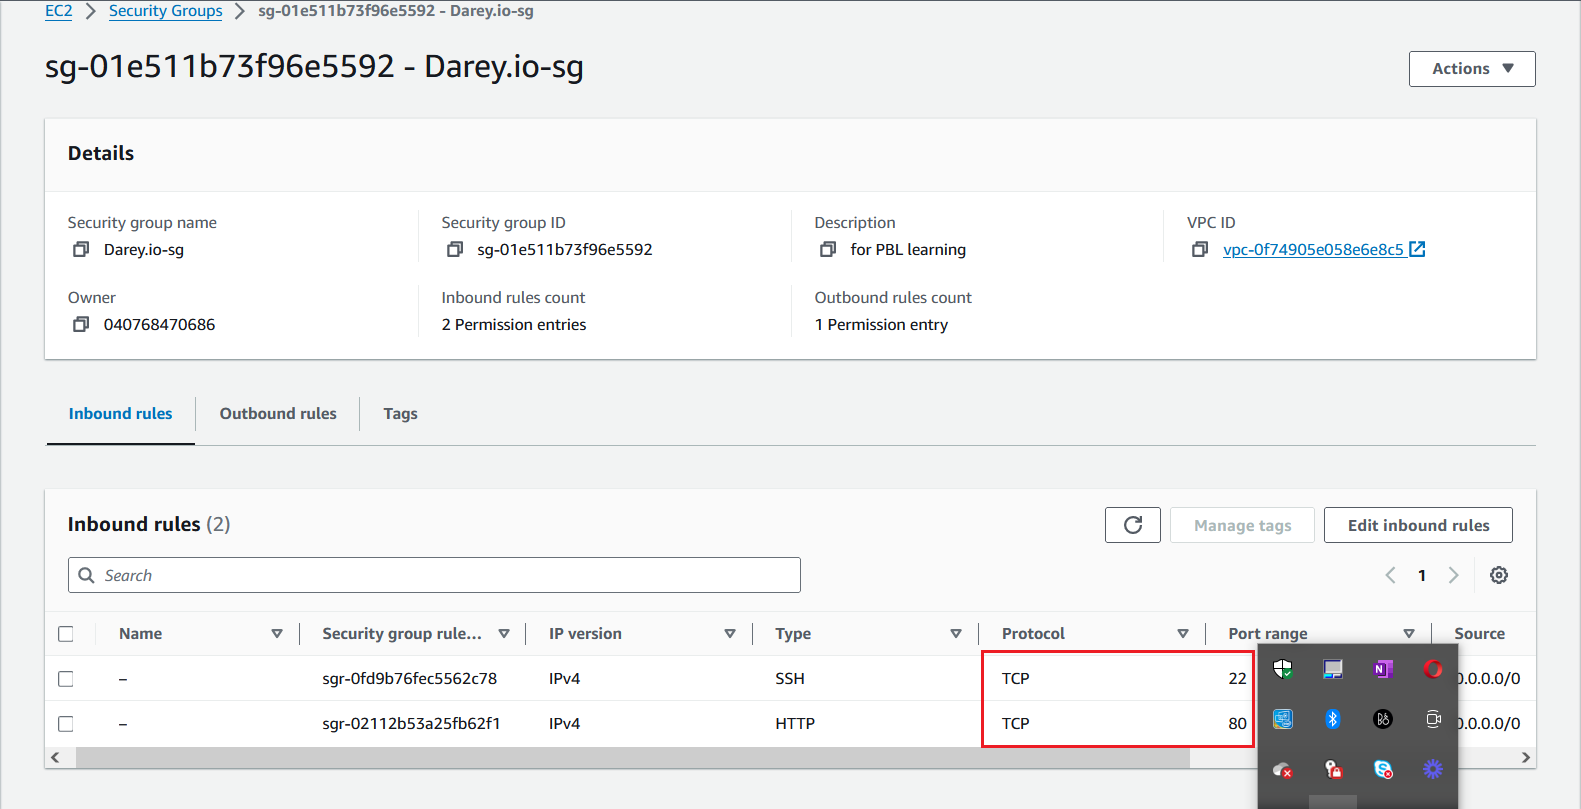 EC2 > Security Groups > sg-01e511b73f96e5592 - Darey.io-sg
sg-01e511b73f96e5592 - Darey.io-sg
Actions
Details
Security group name
Darey.io-sg
Security group ID
sg-01e511b73f96e5592
Description
for PBL learning
VPC ID
vpc-0f74905e058e6e8c5
Owner
040768470686
Inbound rules count
2 Permission entries
Outbound rules count
1 Permission entry
Inbound rules Outbound rules Tags
Inbound rules (2)
Manage tags Edit inbound rules
Search
1
Name Security group rule... IP version Type Protocol Port range Source
– sgr-0fd9b76fec5562c78 IPv4 SSH TCP 22 0.0.0.0/0
– sgr-02112b53a25fb62f1 IPv4 HTTP TCP 80 0.0.0.0/0